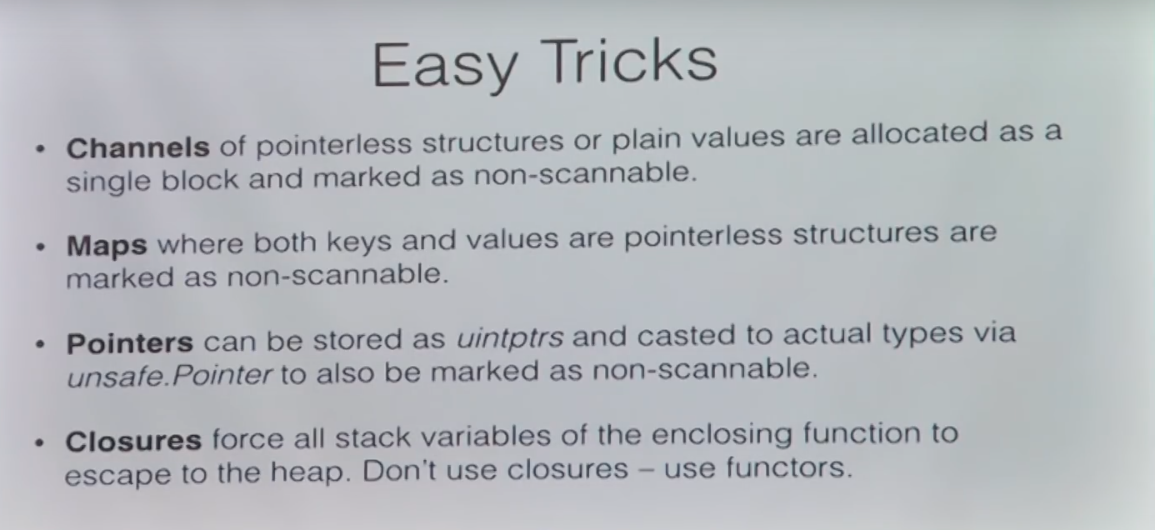 Easy Tricks
• Channels of pointerless structures or plain values are allocated as a
single block and marked as non-scannable.
• Maps where both keys and values are pointerless structures are
marked as non-scannable.
• Pointers can be stored as uintptrs and casted to actual types via
unsafe.Pointer to also be marked as non-scannable.
• Closures force all stack variables of the enclosing function to
escape to the heap. Don't use closures – use functors.